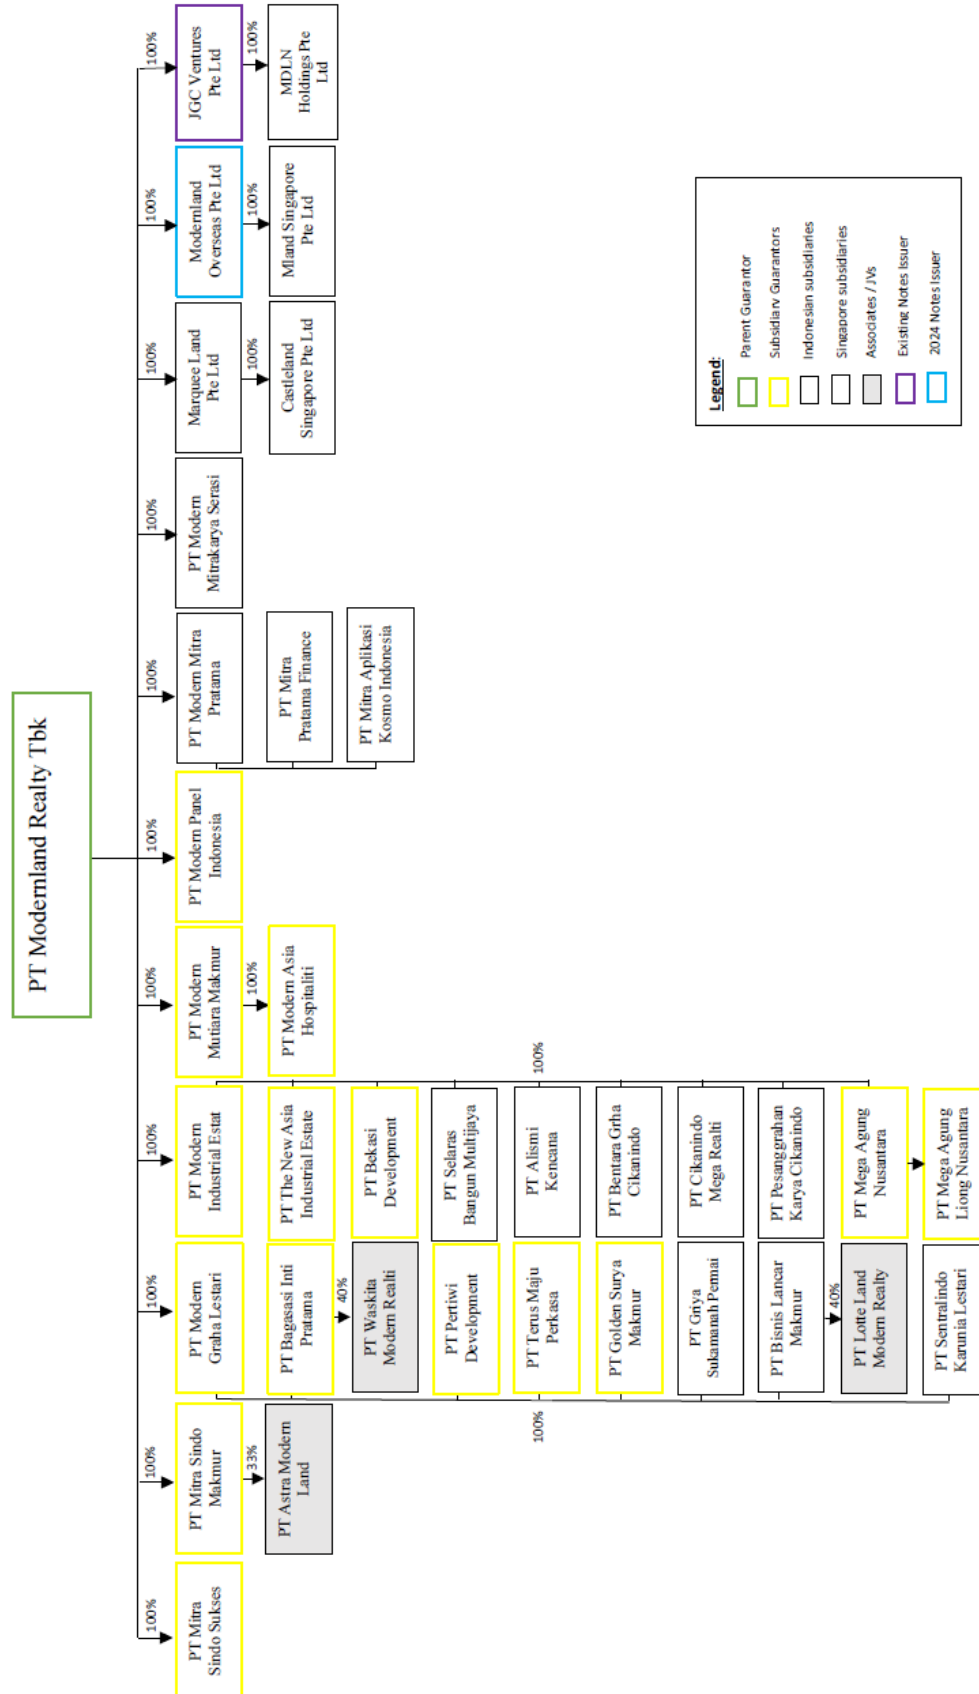 PT Modernland Realty Tbk
100%
100%
100%
100%
100%
100%
100%
100%
100%
100%
100%
PT Mitra
Sindo Sukses
PT Mitra Sindo
Makmur
PT Modern
Graha Lestari
PT Modern
Industrial Estat
PT Modern
Mutiara Makmur
PT Modern Panel
Indonesia
PT Modern Mitra
Pratama
PT Modern
Mitrakarya Serasi
Marquee Land
Pte Ltd
Modernland
Overseas Pte Ltd
JGC Ventures
Pte Ltd
33%
100%
100%
100%
100%
PT Astra Modern
Land
PT Bagasasi Inti
Pratama
PT The New Asia
Industrial Estate
PT Modern Asia
Hospitaliti
PT Mitra
Pratama Finance
Castleland
Singapore Pte Ltd
Mland Singapore
Pte Ltd
MDLN
Holdings Pte
Ltd
40%
PT Waskita
Modern Realti
PT Bekasi
Development
PT Mitra Aplikasi
Kosmo Indonesia
PT Pertiwi
Development
PT Selaras
Bangun Multijaya
100%
PT Terus Maju
Perkasa
PT Alismi
Kencana
100%
PT Golden Surya
Makmur
PT Bentara Grha
Cikanindo
PT Griya
Sukamanah Permai
PT Cikanindo
Mega Realti
PT Bisnis Lancar
Makmur
PT Pesanggrahan
Karya Cikanindo
40%
PT Lotte Land
Modern Realty
PT Mega Agung
Nusantara
PT Sentralindo
Karunia Lestari
PT Mega Agung
Liong Nusantara
Legend:
Parent Guarantor
Subsidiary Guarantors
Indonesian subsidiaries
Singapore subsidiaries
Associates / JVs
Existing Notes Issuer
2024 Notes Issuer